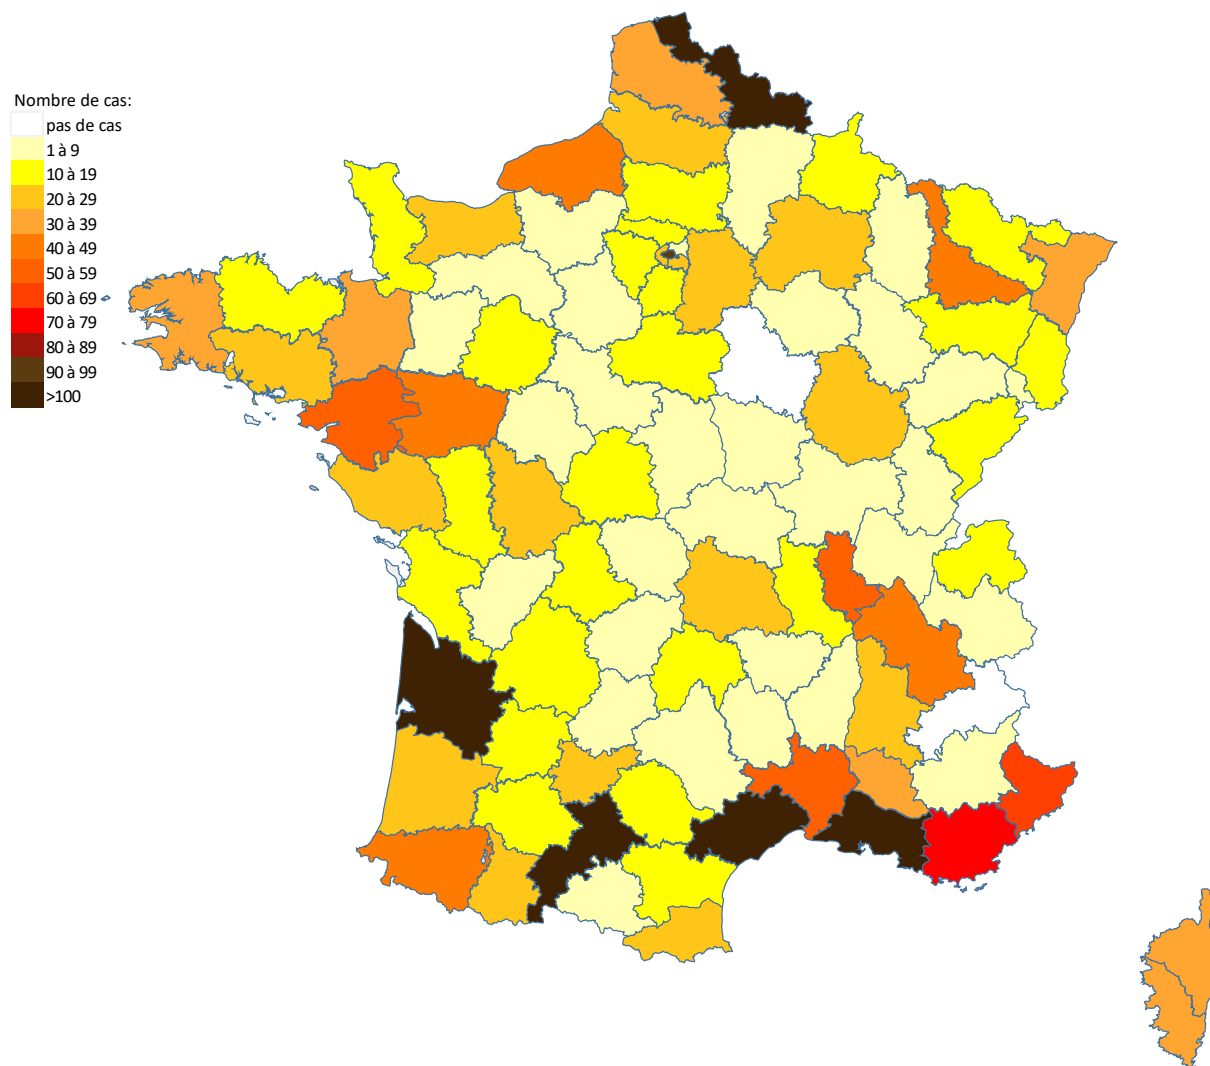 Nombre de cas:
pas de cas
1 à 9
10 à 19
20 à 29
30 à 39
40 à 49
50 à 59
60 à 69
70 à 79
80 à 89
90 à 99
>100